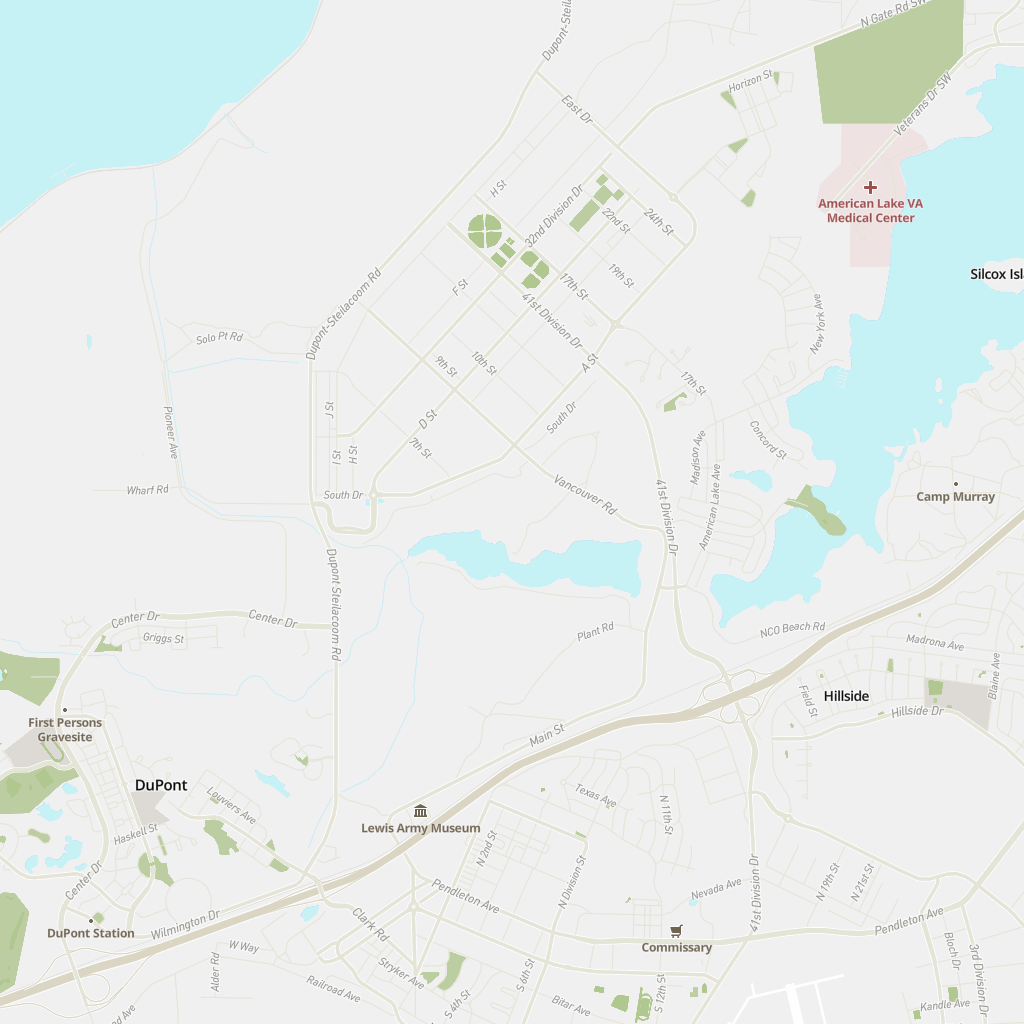 N Gate Rd SW
Dupont-Steila
Horizon St
East Dr
Veterans Dr SW
American Lake VA
Medical Center
H St
32nd Division Dr
22nd St
24th St
Silcox Isla
F St
17th St
19th St
Dupont-Steilacoom Rd
41st Division Dr
New York Ave
Solo Pt Rd
9th St
10th St
A St
17th St
J St
D St
South Dr
Pioneer Ave
7th St
Concord St
Madison Ave
I St
H St
Wharf Rd
South Dr
Vancouver Rd
41st Division Dr
American Lake Ave
Camp Murray
Dupont Steilacoom Rd
Center Dr
Center Dr
Griggs St
Plant Rd
NCO Beach Rd
Madrona Ave
Blaine Ave
Hillside
Field St
Hillside Dr
First Persons
Gravesite
Main St
DuPont
Louviers Ave
Texas Ave
N 11th St
Lewis Army Museum
Haskell St
N 2nd St
Center Dr
N Division St
41st Division Dr
N 19th St
N 21st St
Nevada Ave
Pendleton Ave
Pendleton Ave
Clark Rd
Wilmington Dr
DuPont Station
Commissary
W Way
Alder Rd
Stryker Ave
S 6th St
Bloch Dr
3rd Division Dr
Railroad Ave
S 4th St
Bitar Ave
S 12th St
Kandle Ave
ad Ave